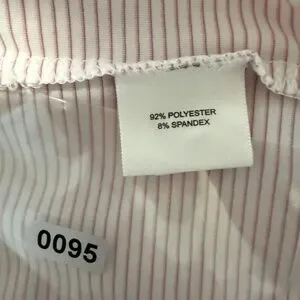 92% POLYESTER
8% SPANDEX
0095